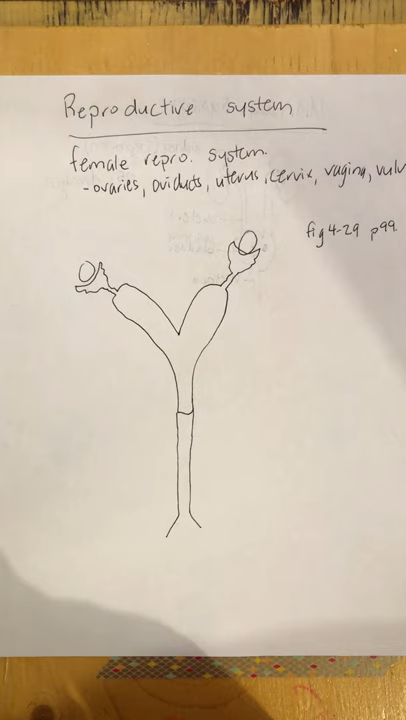 Reproductive system
female repro. system.
-ovaries, oviducts, uterus, cervix, vagina, vulv
fig 4-29 p99